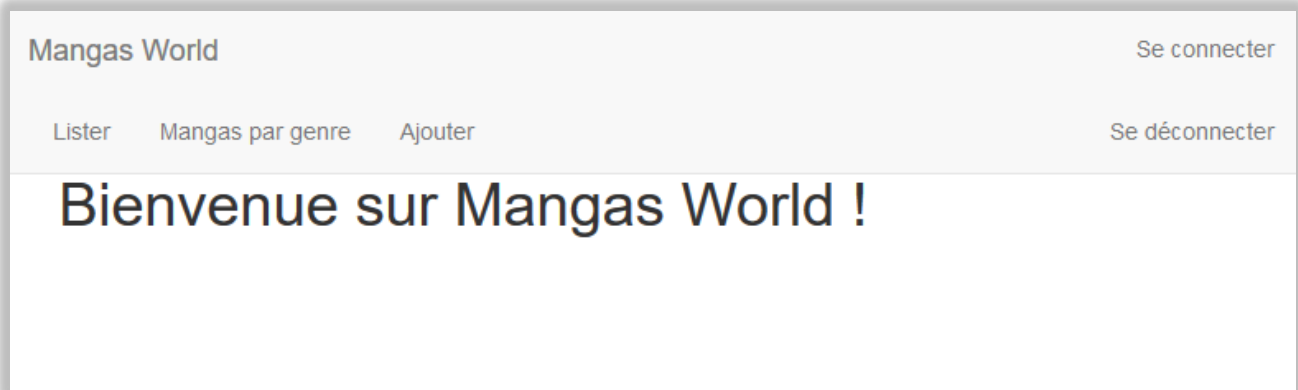 Mangas World Se connecter
Lister Mangas par genre Ajouter Se déconnecter
Bienvenue sur Mangas World !